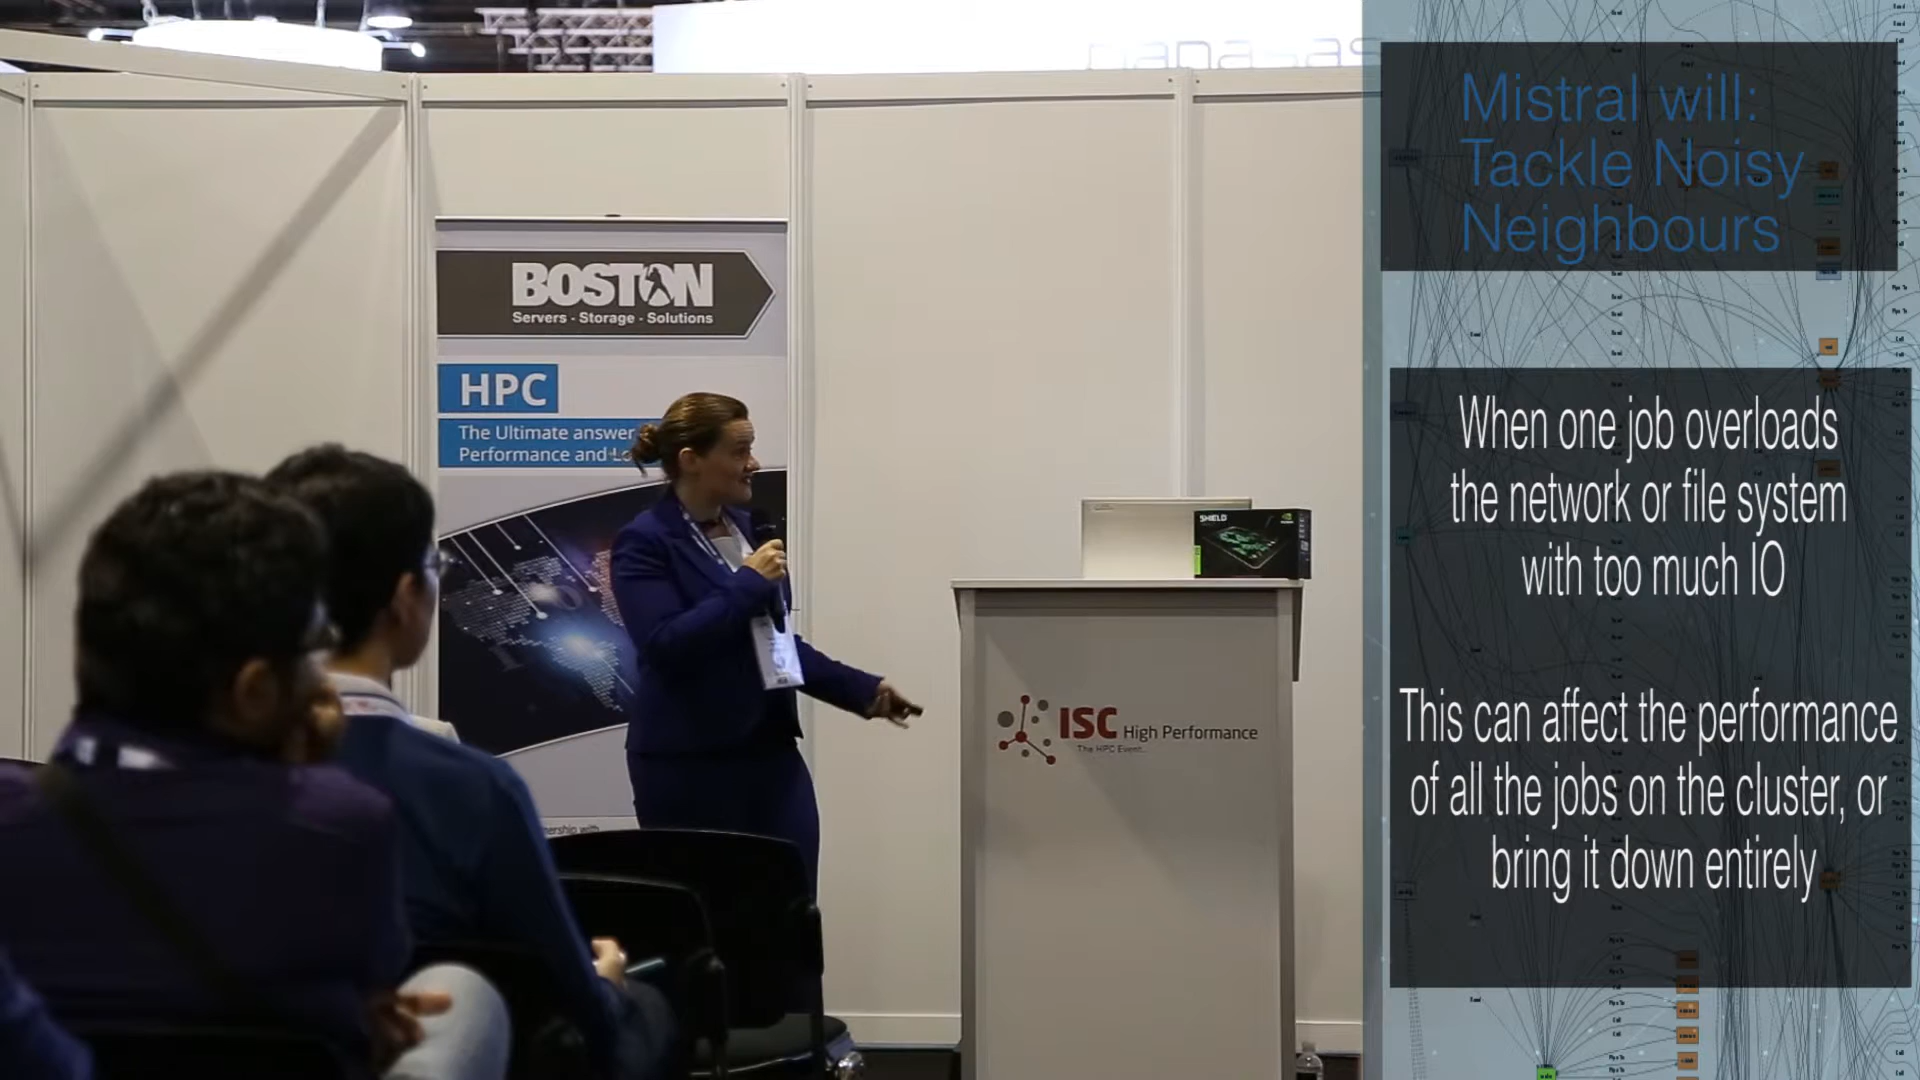 panasas
Mistral will:
Tackle Noisy
Neighbours
BOSTON
Servers - Storage - Solutions
HPC
The Ultimate answer
Performance and
When one job overloads
the network or file system
with too much IO
This can affect the performance
of all the jobs on the cluster, or
bring it down entirely
SHIELD
ISC High Performance
The HPC Event.
with